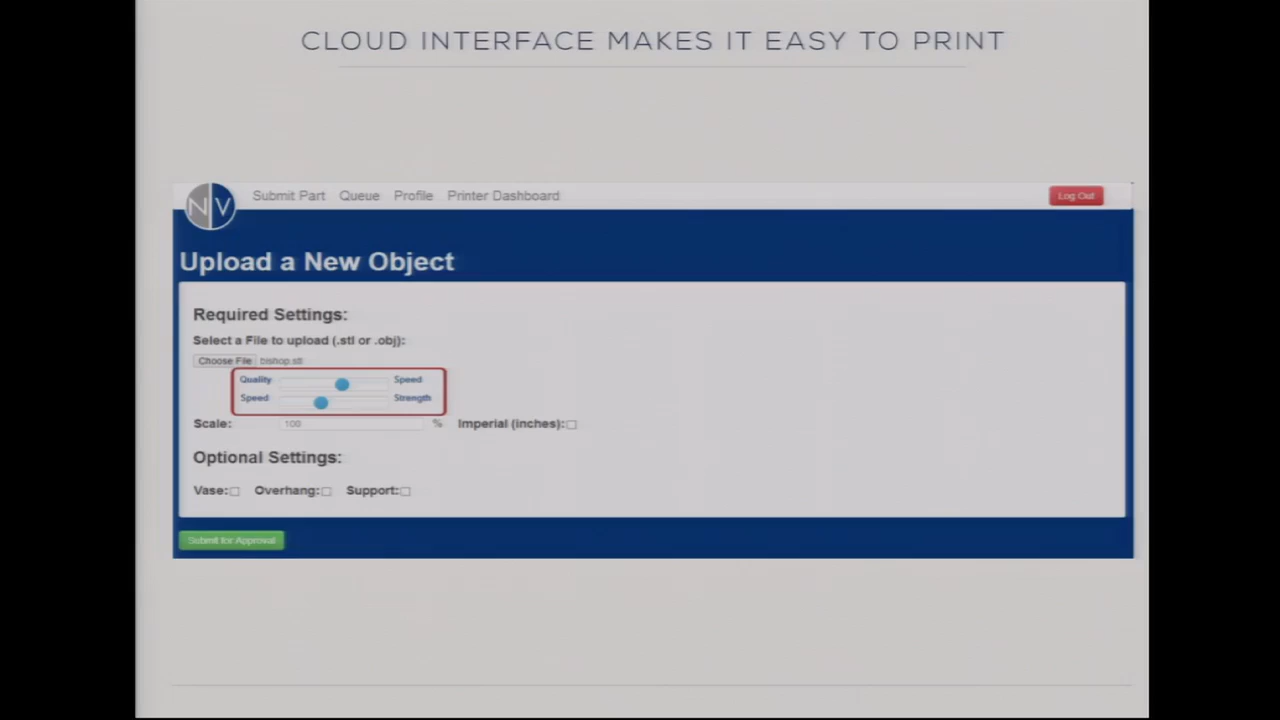 CLOUD INTERFACE MAKES IT EASY TO PRINT
NV Submit Part Queue Profile Printer Dashboard Log Out
Upload a New Object
Required Settings:
Select a File to upload (.stl or .obj):
Choose File bishop.stl
Quality Speed
Speed Strength
Scale: 100 % Imperial (inches):
Optional Settings:
Vase: Overhang: Support:
Submit for Approval